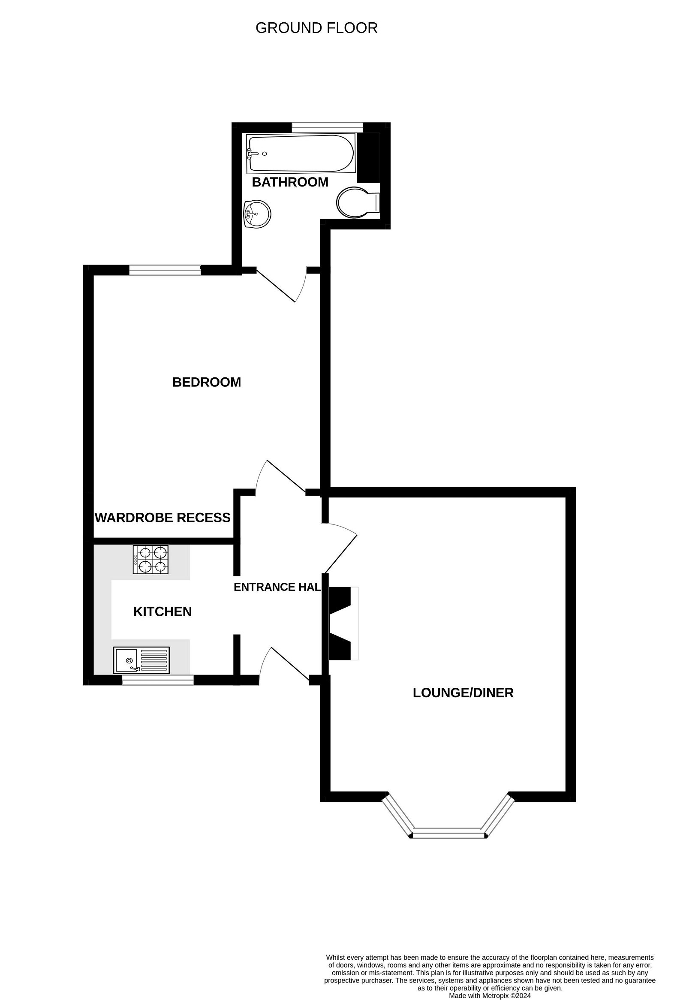 GROUND FLOOR
BATHROOM
BEDROOM
WARDROBE RECESS
ENTRANCE HAL
KITCHEN
LOUNGE/DINER
Whilst every attempt has been made to ensure the accuracy of the floorplan contained here, measurements
of doors, windows, rooms and any other items are approximate and no responsibility is taken for any error,
omission or mis-statement. This plan is for illustrative purposes only and should be used as such by any
prospective purchaser. The services, systems and appliances shown have not been tested and no guarantee
as to their operability or efficiency can be given.
Made with Metropix ©2024